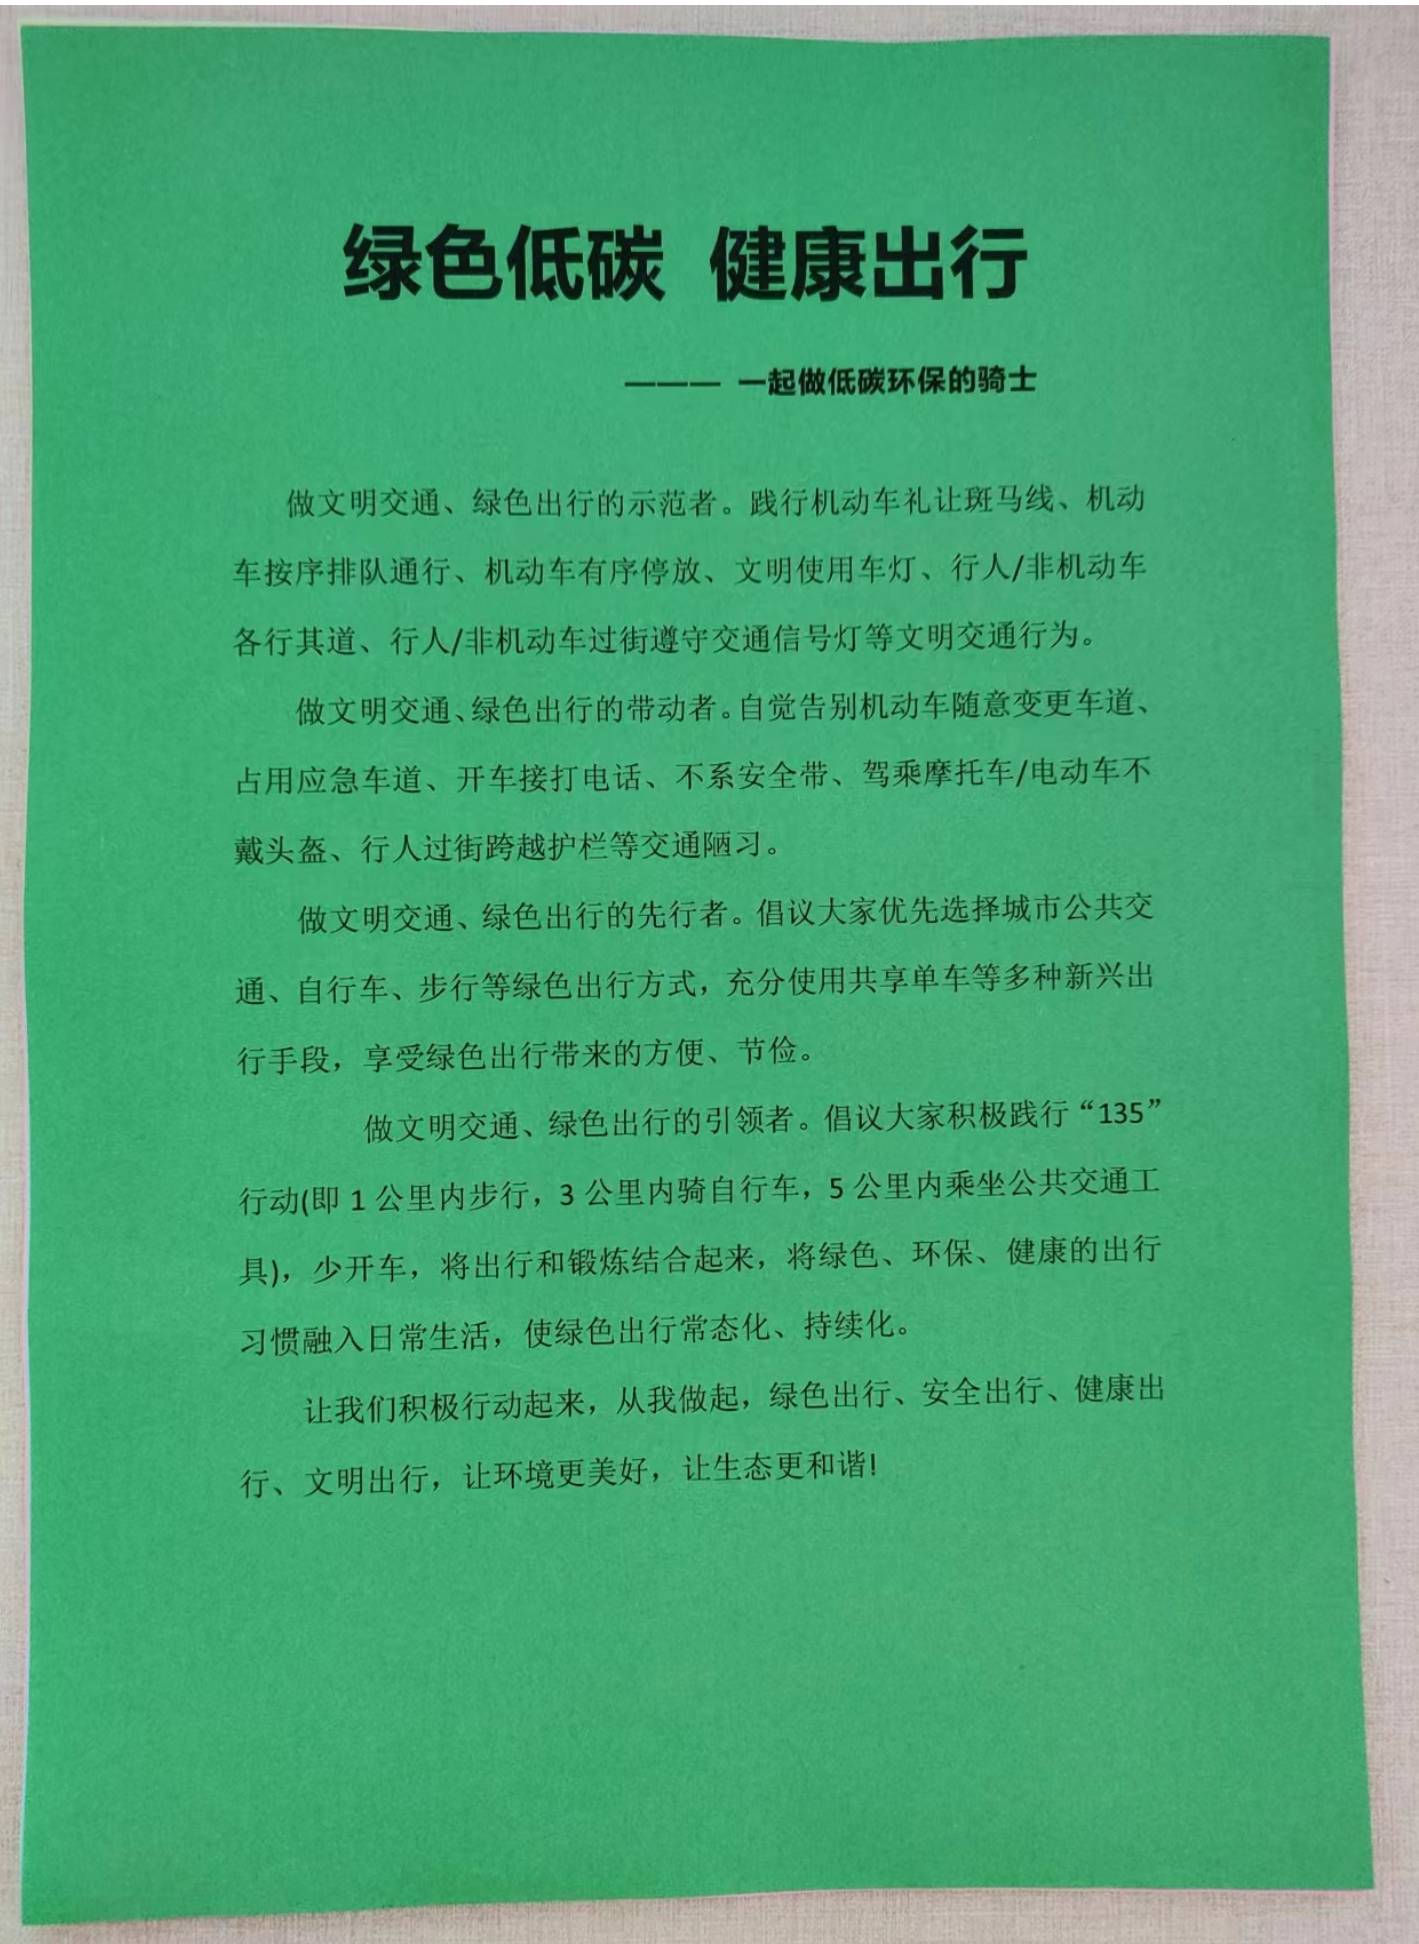 绿色低碳 健康出行
——— 一起做低碳环保的骑士
做文明交通、绿色出行的示范者。践行机动车礼让斑马线、机动
车按序排队通行、机动车有序停放、文明使用车灯、行人/非机动车
各行其道、行人/非机动车过街遵守交通信号灯等文明交通行为。
做文明交通、绿色出行的带动者。自觉告别机动车随意变更车道、
占用应急车道、开车接打电话、不系安全带、驾乘摩托车/电动车不
戴头盔、行人过街跨越护栏等交通陋习。
做文明交通、绿色出行的先行者。倡议大家优先选择城市公共交
通、自行车、步行等绿色出行方式，充分使用共享单车等多种新兴出
行手段，享受绿色出行带来的方便、节俭。
做文明交通、绿色出行的引领者。倡议大家积极践行“135”
行动(即 1 公里内步行，3 公里内骑自行车，5 公里内乘坐公共交通工
具)，少开车，将出行和锻炼结合起来，将绿色、环保、健康的出行
习惯融入日常生活，使绿色出行常态化、持续化。
让我们积极行动起来，从我做起，绿色出行、安全出行、健康出
行、文明出行，让环境更美好，让生态更和谐!